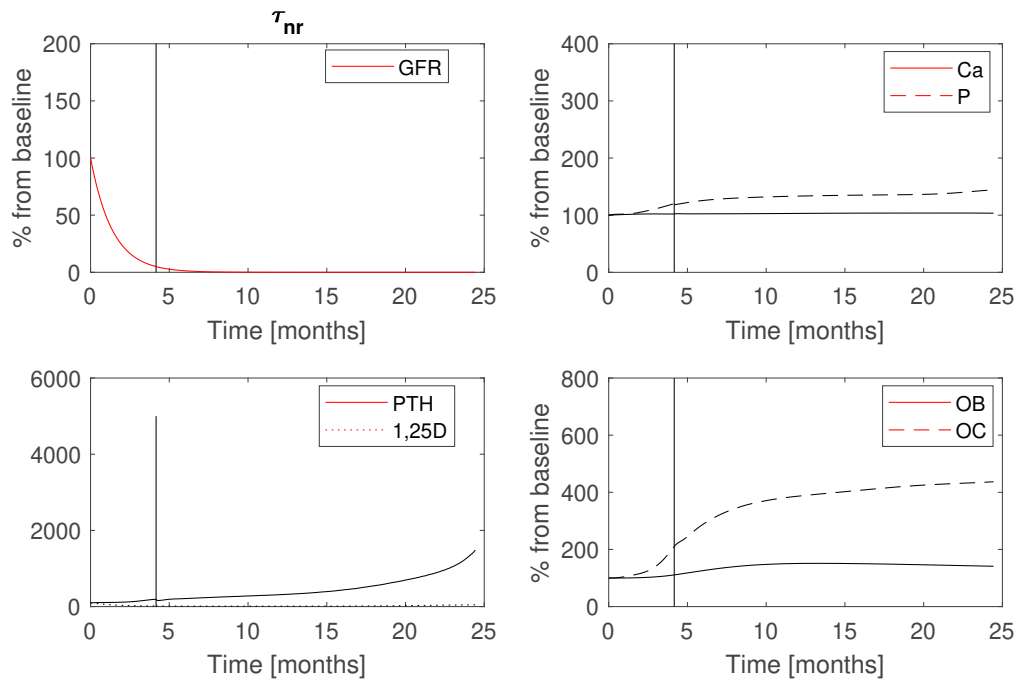 τnr
200
150
100
50
0
% from baseline
GFR
0 5 10 15 20 25
Time [months]
400
300
200
100
0
% from baseline
Ca
P
0 5 10 15 20 25
Time [months]
6000
4000
2000
0
% from baseline
PTH
1,25D
0 5 10 15 20 25
Time [months]
800
600
400
200
0
% from baseline
OB
OC
0 5 10 15 20 25
Time [months]